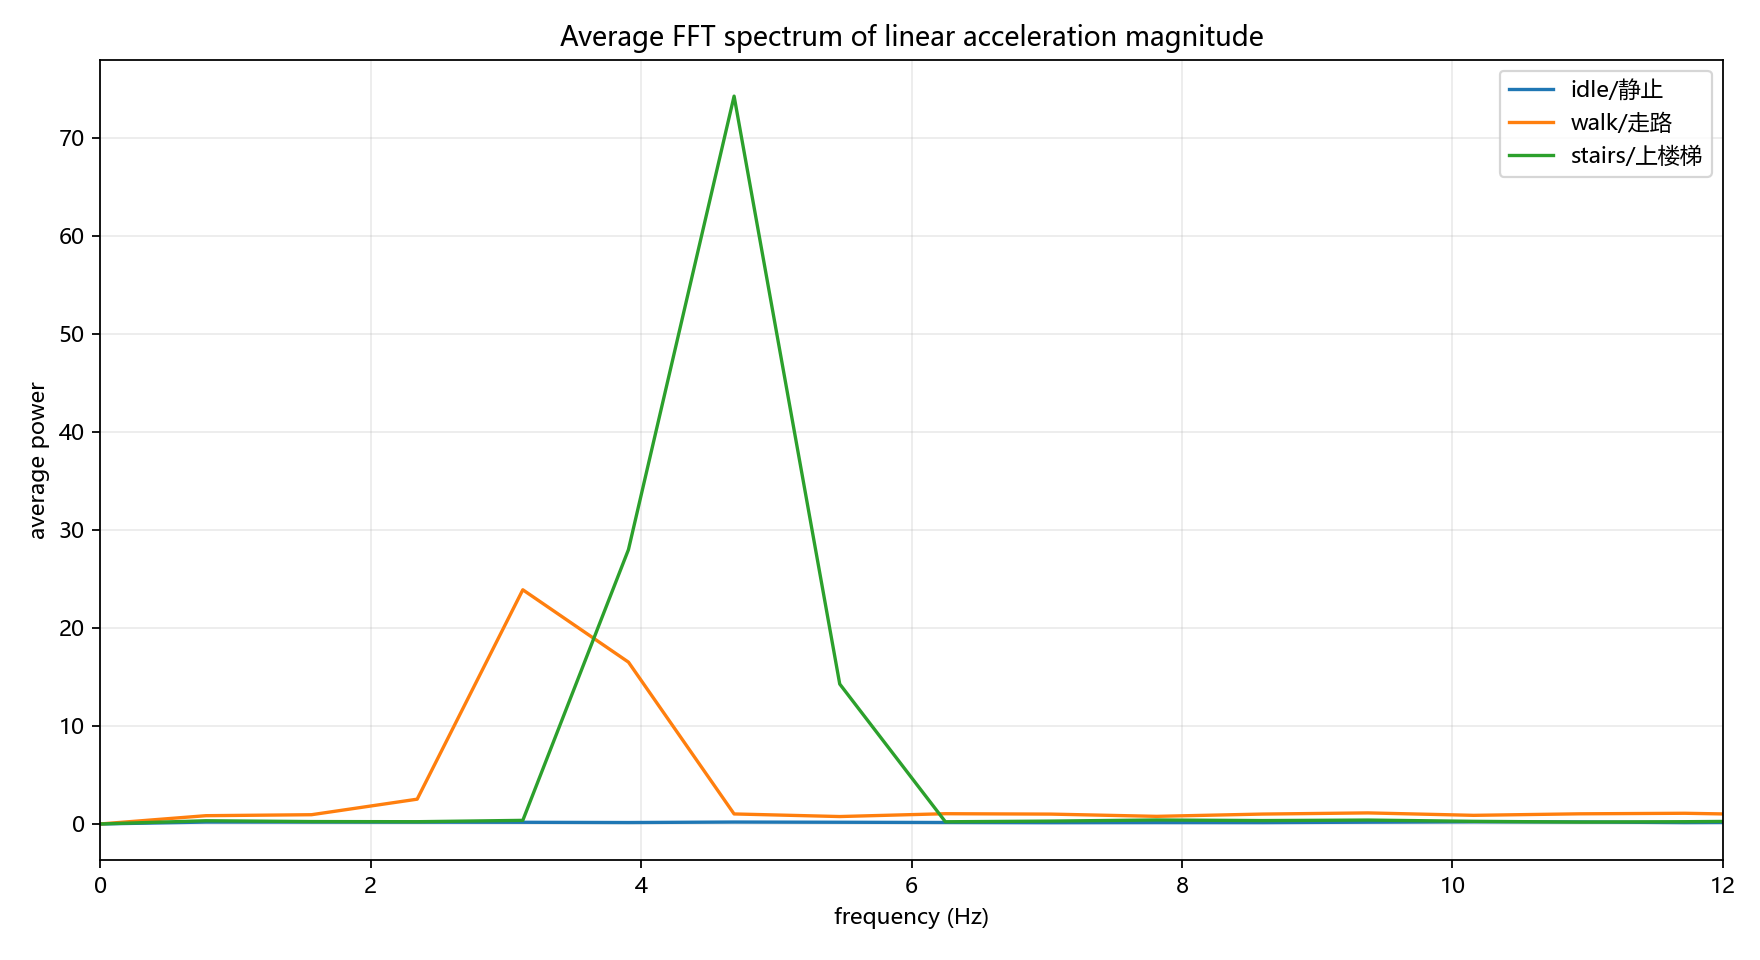 Average FFT spectrum of linear acceleration magnitude
idle/静止
walk/走路
stairs/上楼梯
average power
70
60
50
40
30
20
10
0
0 2 4 6 8 10 12
frequency (Hz)